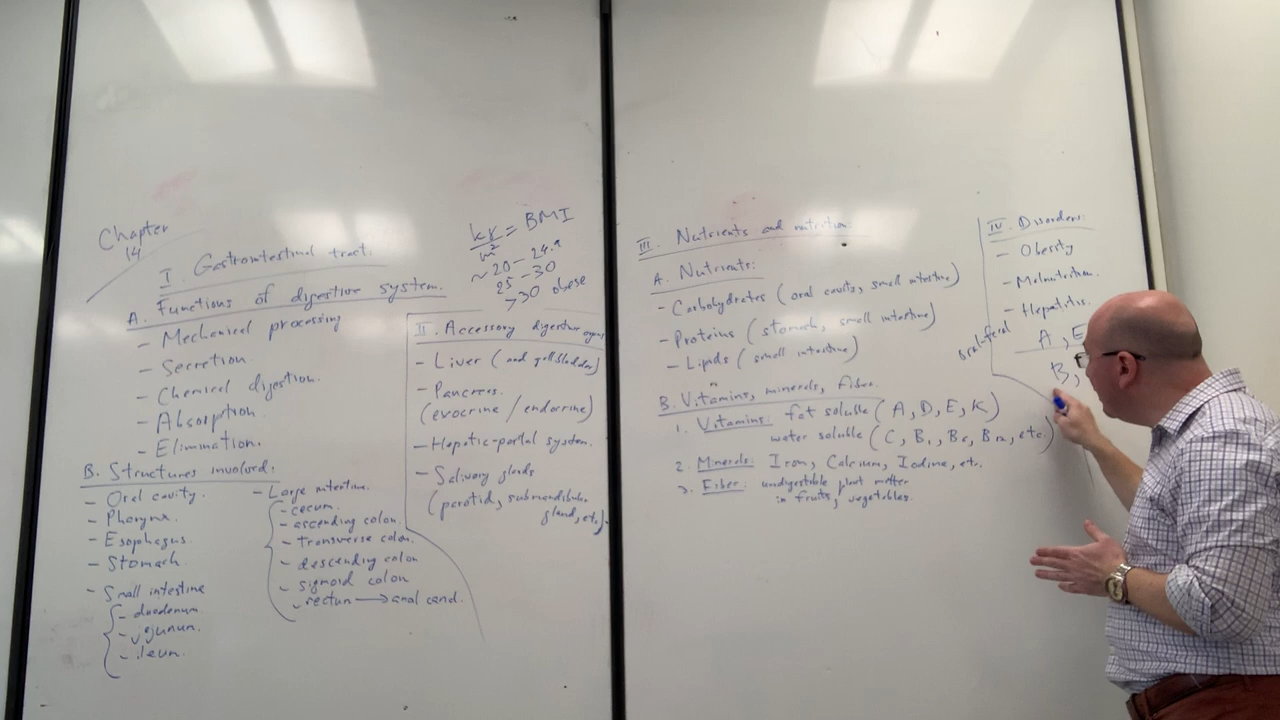 Chapter
14
I. Gastrointestinal tract:
A. Functions of digestive system.
- Mechanical processing
- Secretion
- Chemical digestion.
- Absorption.
- Elimination.
B. Structures involved:
- Oral cavity.
- Pharynx.
- Esophagus.
- Stomach.
- Small intestine
- duodenum.
- jejunum.
- ileum.
- Large intestine.
- cecum.
- ascending colon.
- transverse colon.
- descending colon
- sigmoid colon
- rectum → anal canal.
kg/m² = BMI
~20 - 24.9
25 - 30
>30 obese
II. Accessory digestive organs
- Liver (and gallbladder)
- Pancreas.
(exocrine / endocrine)
- Hepatic-portal system.
- Salivary glands
(parotid, submandibular
gland, etc.)
III. Nutrients and nutrition.
A. Nutrients:
- Carbohydrates (oral cavity, small intestine)
- Proteins (stomach, small intestine)
- Lipids (small intestine)
B. Vitamins, minerals, fiber.
1. Vitamins: fat soluble (A, D, E, K)
water soluble (C, B1, B6, B12, etc.)
2. Minerals: Iron, Calcium, Iodine, etc.
3. Fiber: undigestable plant matter
in fruits, vegetables.
IV. Disorders:
- Obesity
- Malnutrition.
- Hepatitis.
oral-fecal
A, E
B,